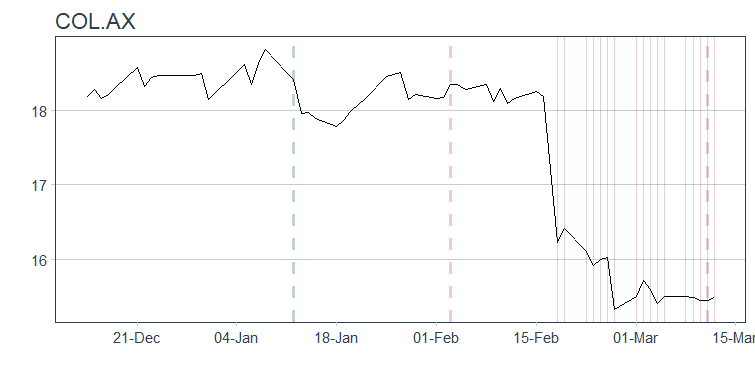 COL.AX
18
17
16
21-Dec
04-Jan
18-Jan
01-Feb
15-Feb
01-Mar
15-Mar